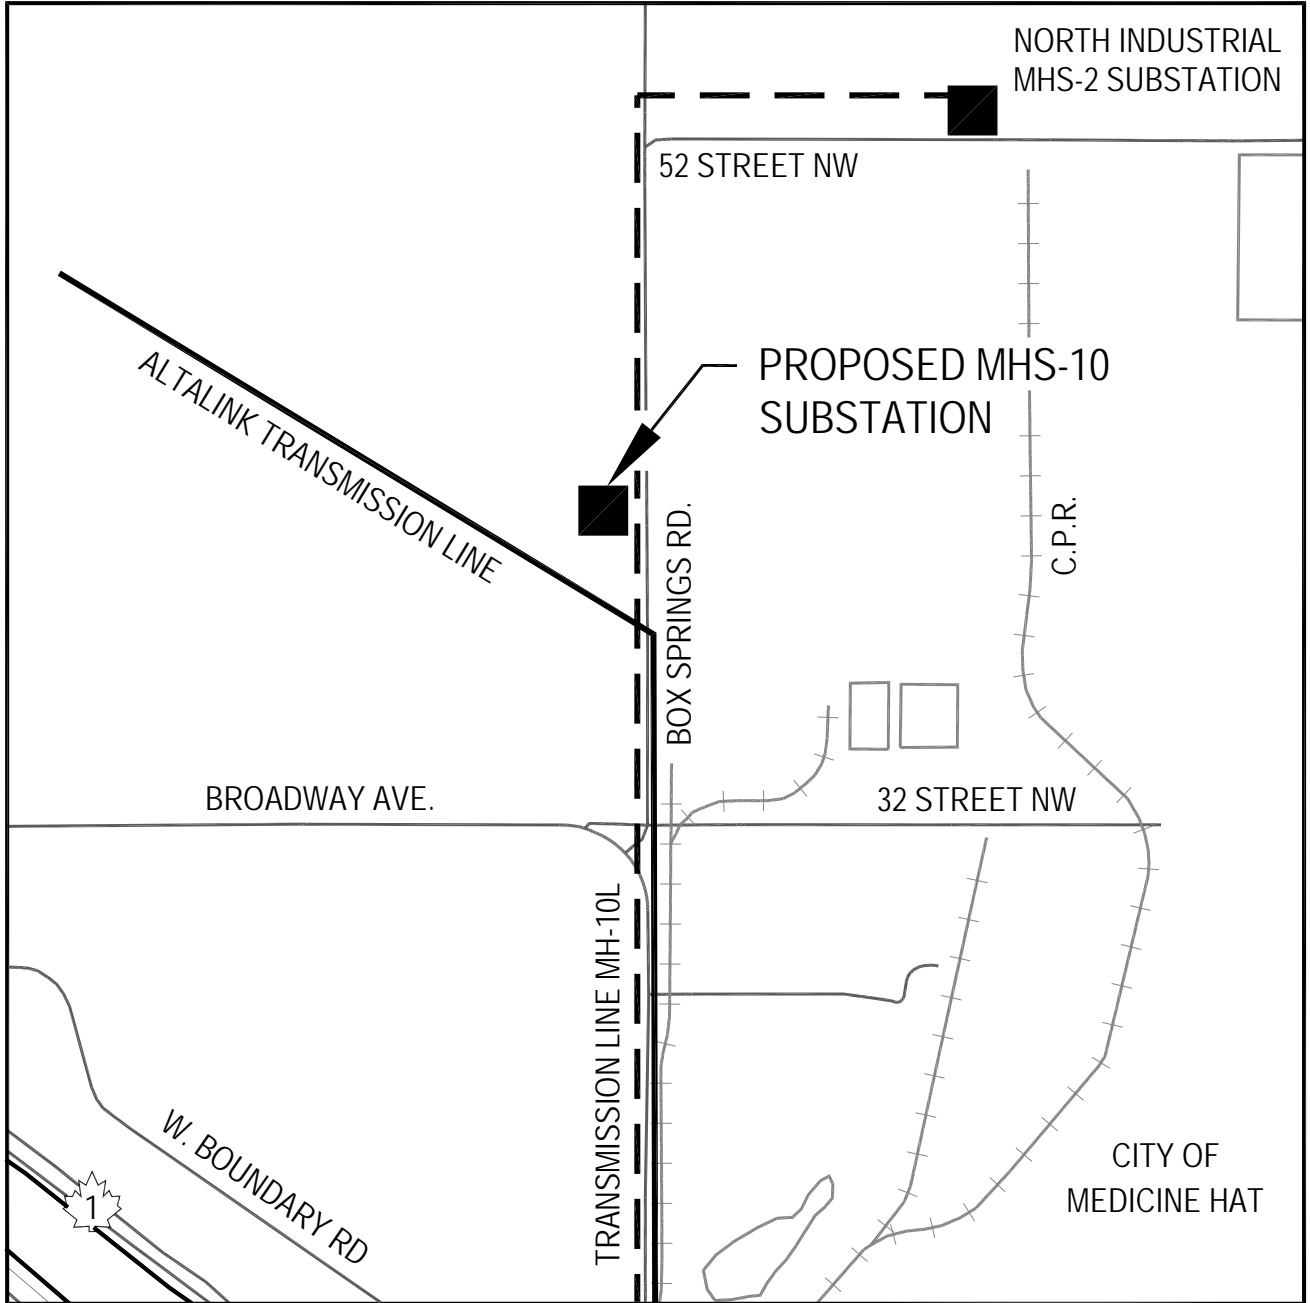 NORTH INDUSTRIAL
MHS-2 SUBSTATION
52 STREET NW
PROPOSED MHS-10
SUBSTATION
ALTALINK TRANSMISSION LINE
BOX SPRINGS RD.
C.P.R.
BROADWAY AVE.
32 STREET NW
TRANSMISSION LINE MH-10L
W. BOUNDARY RD
1
CITY OF
MEDICINE HAT